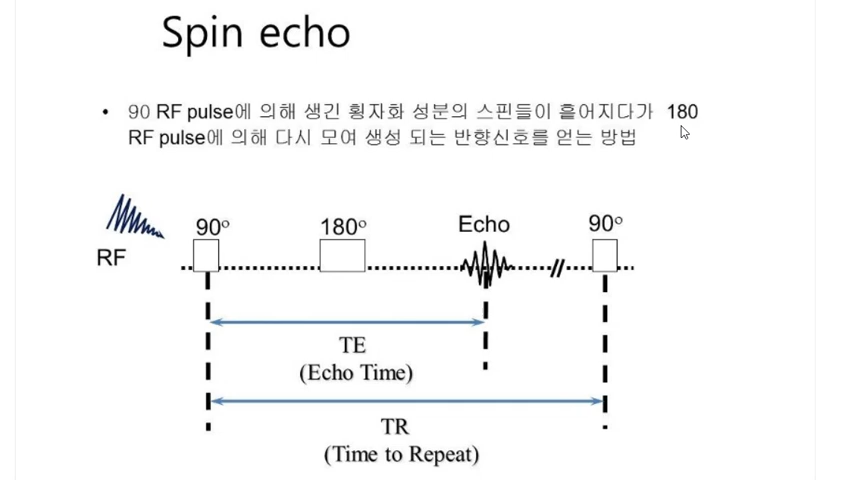 Spin echo
• 90 RF pulse에 의해 생긴 횡자화 성분의 스핀들이 흩어지다가 180
RF pulse에 의해 다시 모여 생성 되는 반향신호를 얻는 방법
RF
90°
180°
Echo
90°
TE
(Echo Time)
TR
(Time to Repeat)